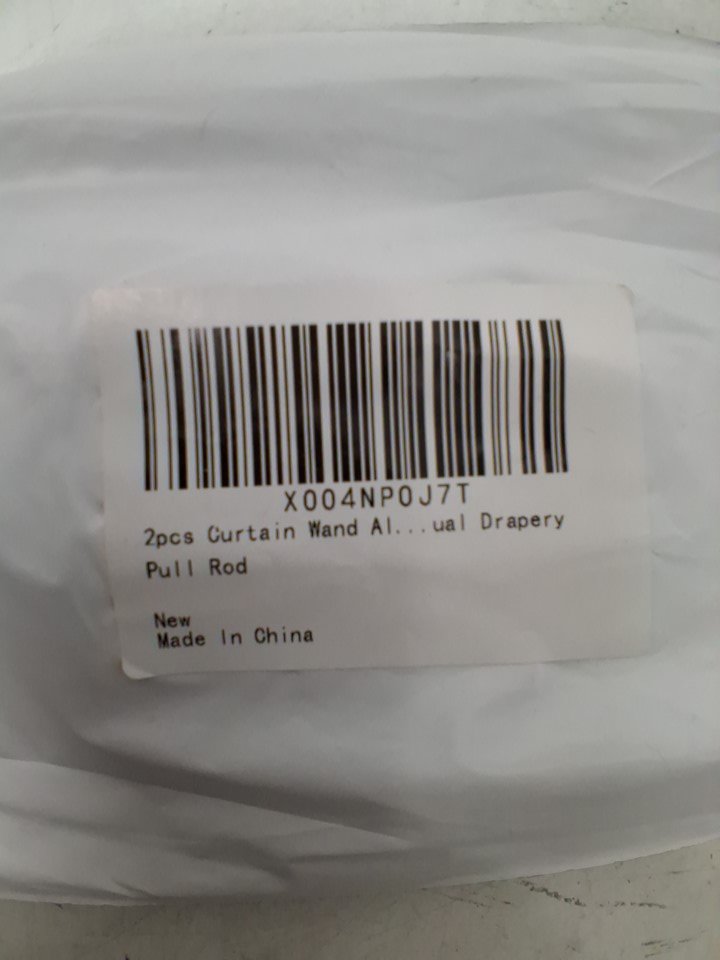 X004NP0J7T
2pcs Curtain Wand Al...ual Drapery
Pull Rod
New
Made In China